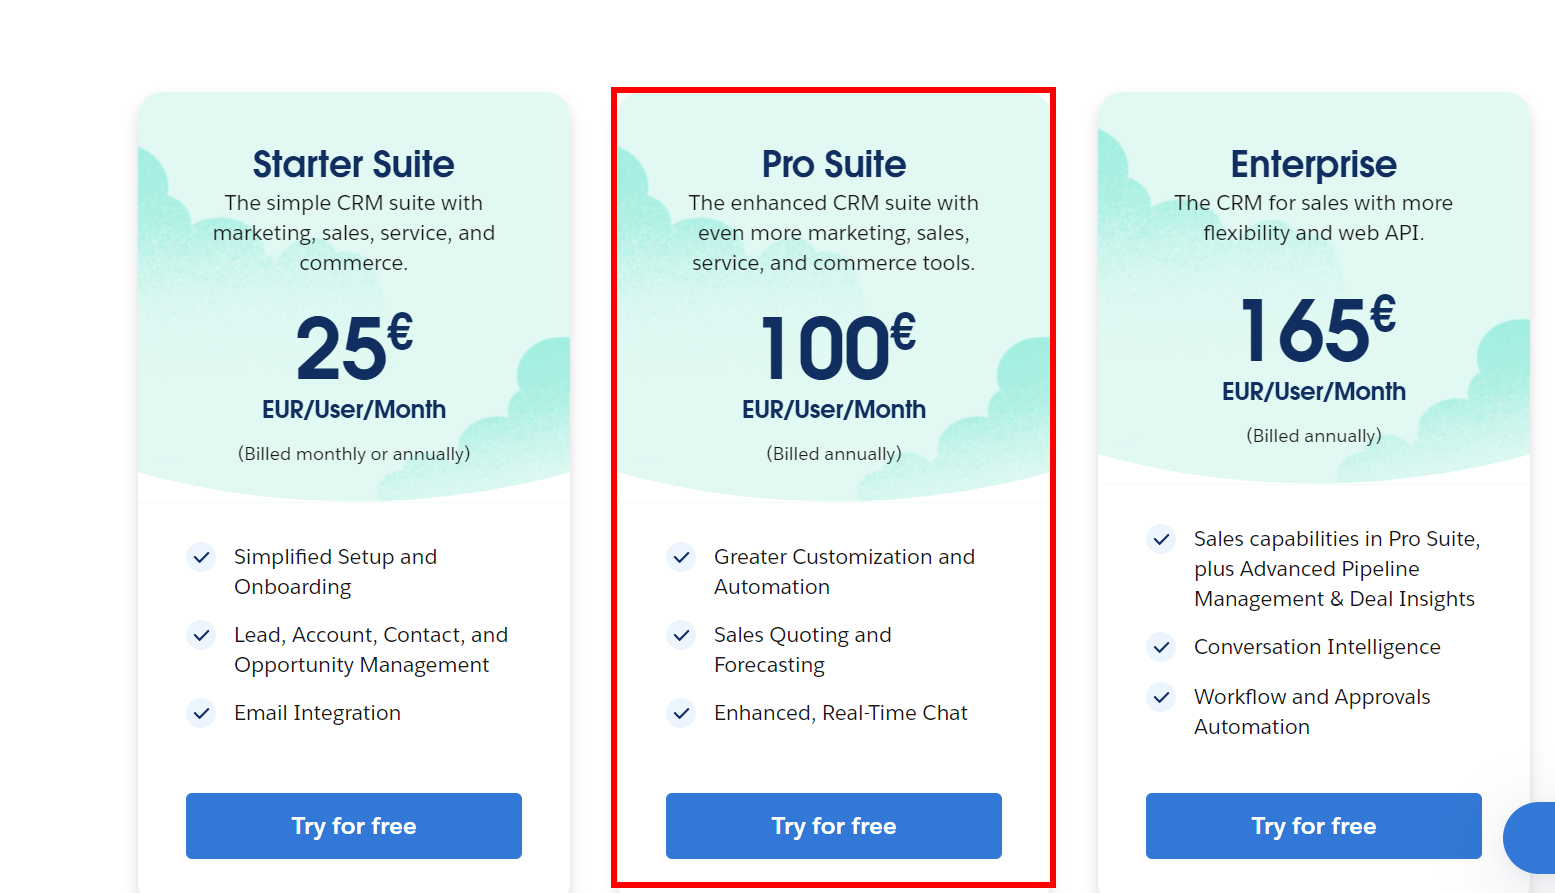 Starter Suite
The simple CRM suite with
marketing, sales, service, and
commerce.
25€
EUR/User/Month
(Billed monthly or annually)
Simplified Setup and
Onboarding
Lead, Account, Contact, and
Opportunity Management
Email Integration
Try for free
Pro Suite
The enhanced CRM suite with
even more marketing, sales,
service, and commerce tools.
100€
EUR/User/Month
(Billed annually)
Greater Customization and
Automation
Sales Quoting and
Forecasting
Enhanced, Real-Time Chat
Try for free
Enterprise
The CRM for sales with more
flexibility and web API.
165€
EUR/User/Month
(Billed annually)
Sales capabilities in Pro Suite,
plus Advanced Pipeline
Management & Deal Insights
Conversation Intelligence
Workflow and Approvals
Automation
Try for free